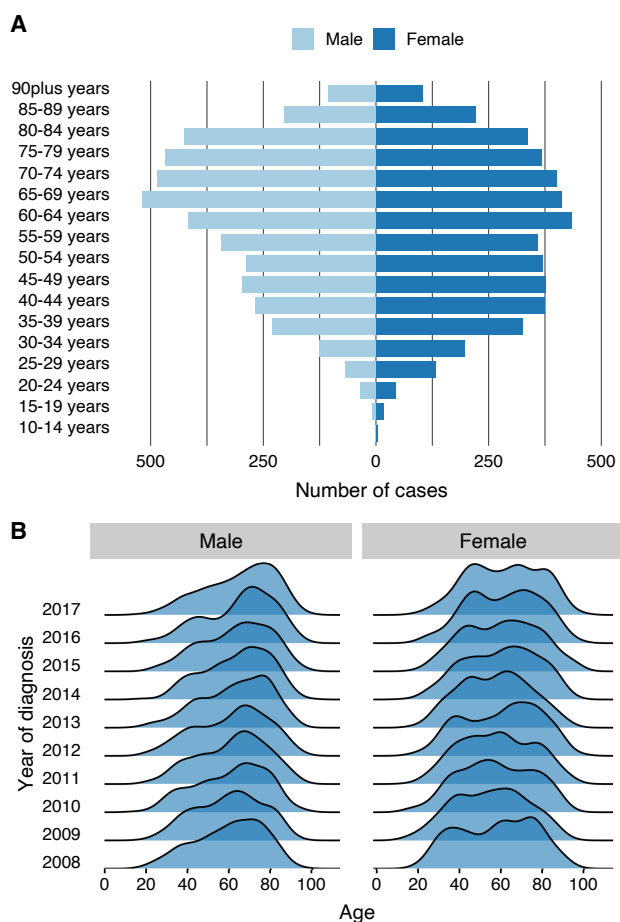 A
Male Female
90plus years
85-89 years
80-84 years
75-79 years
70-74 years
65-69 years
60-64 years
55-59 years
50-54 years
45-49 years
40-44 years
35-39 years
30-34 years
25-29 years
20-24 years
15-19 years
10-14 years
500 250 0 250 500
Number of cases
B
Male Female
Year of diagnosis
2017
2016
2015
2014
2013
2012
2011
2010
2009
2008
0 20 40 60 80 100 0 20 40 60 80 100
Age